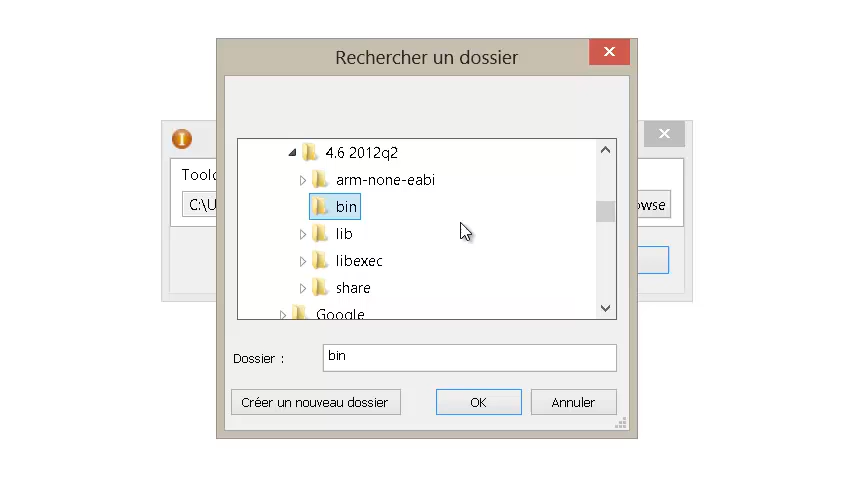 Rechercher un dossier
4.6 2012q2
arm-none-eabi
bin
lib
libexec
share
Google
C:\U
Dossier :
bin
Créer un nouveau dossier
OK
Annuler